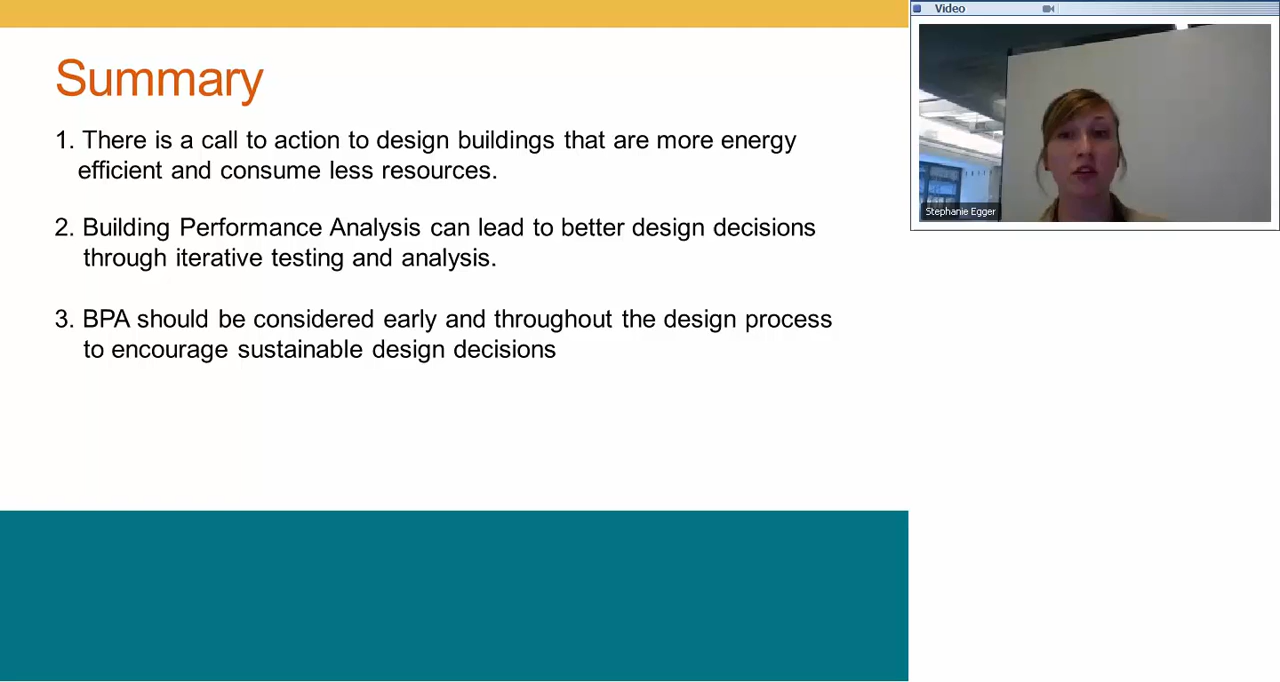 Summary
1. There is a call to action to design buildings that are more energy
efficient and consume less resources.
2. Building Performance Analysis can lead to better design decisions
through iterative testing and analysis.
3. BPA should be considered early and throughout the design process
to encourage sustainable design decisions
Video
Stephanie Egger